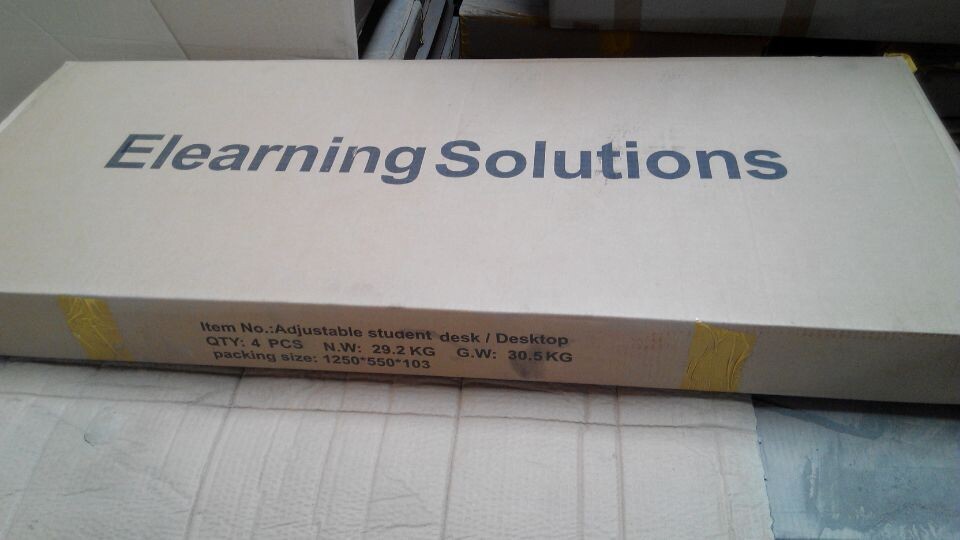 Elearning Solutions
Item No.:Adjustable student desk / Desktop
QTY: 4 PCS N.W: 29.2 KG G.W: 30.5 KG
packing size: 1250*550*103